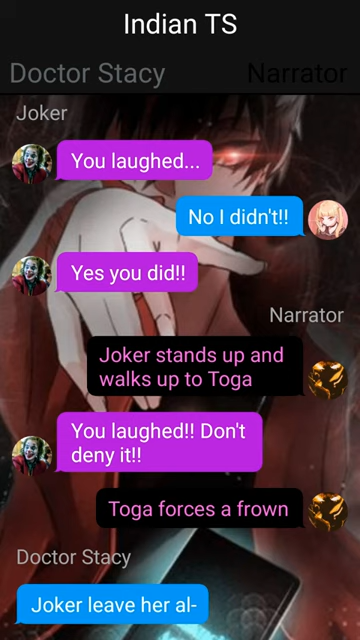 Indian TS
Doctor Stacy
Narrator
Joker
You laughed...
No I didn't!!
Yes you did!!
Narrator
Joker stands up and
walks up to Toga
You laughed!! Don't
deny it!!
Toga forces a frown
Doctor Stacy
Joker leave her al-